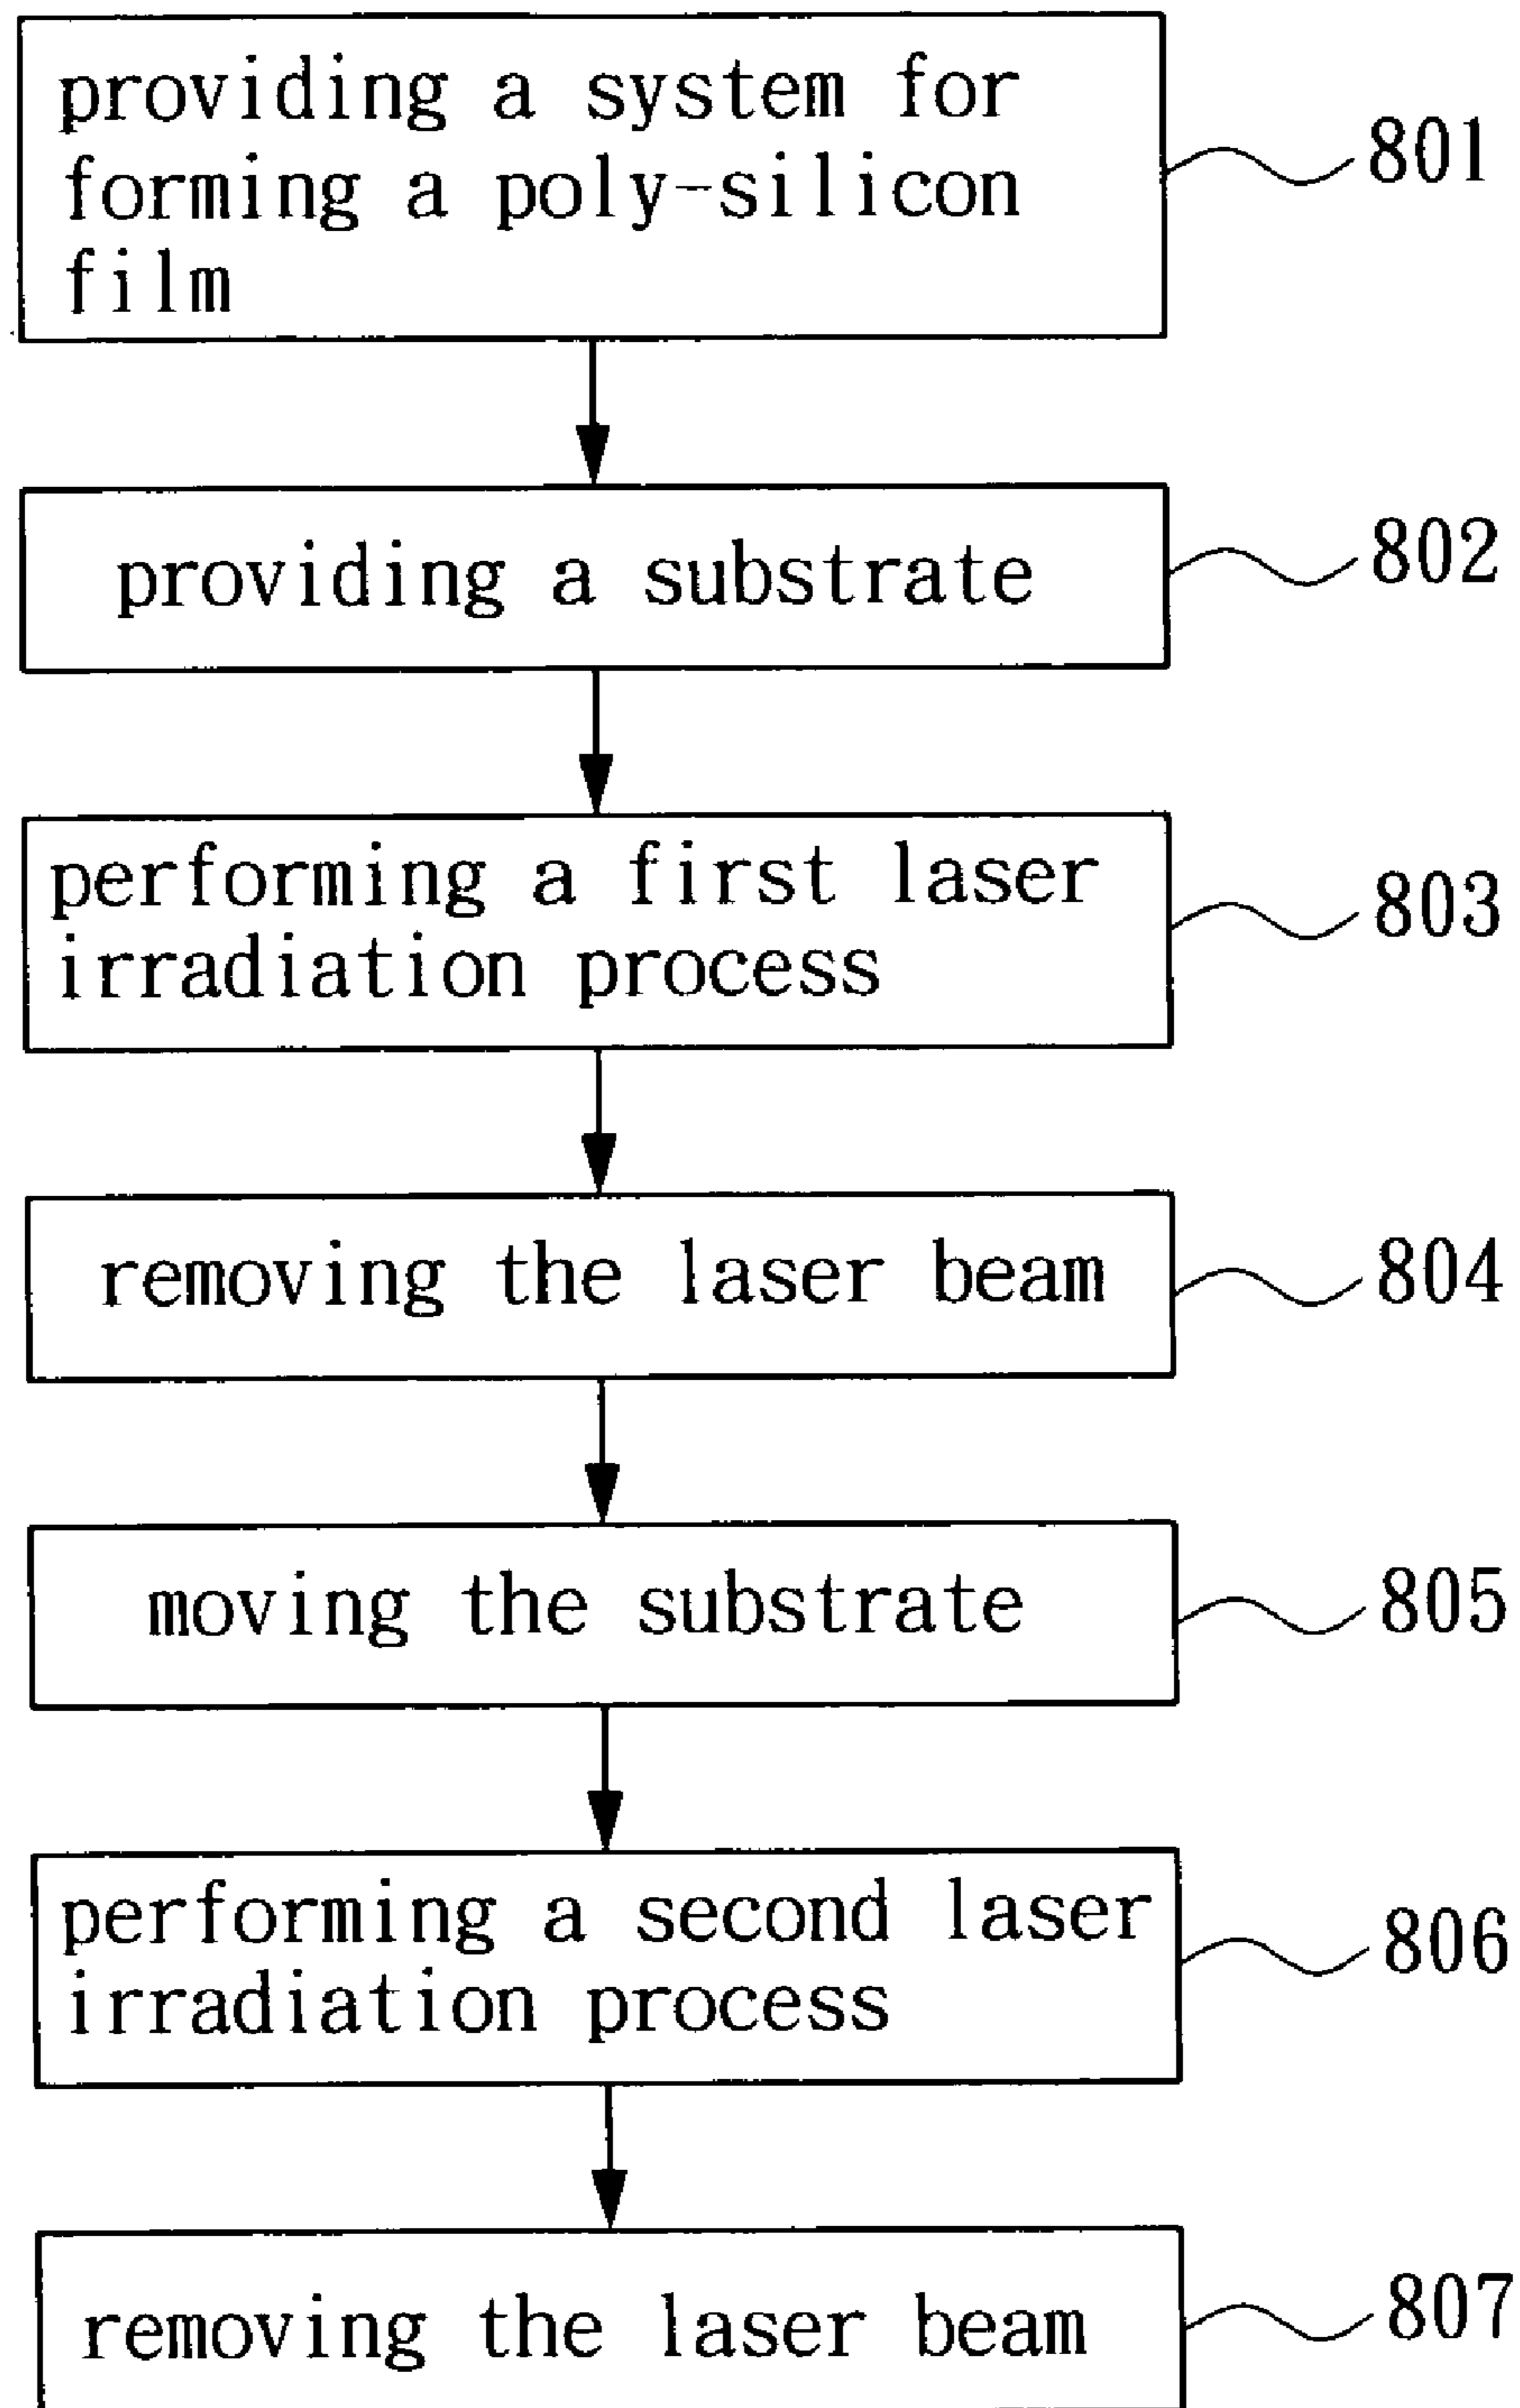 providing a system for
forming a poly-silicon
film
801
providing a substrate
802
performing a first laser
irradiation process
803
removing the laser beam
804
moving the substrate
805
performing a second laser
irradiation process
806
removing the laser beam
807